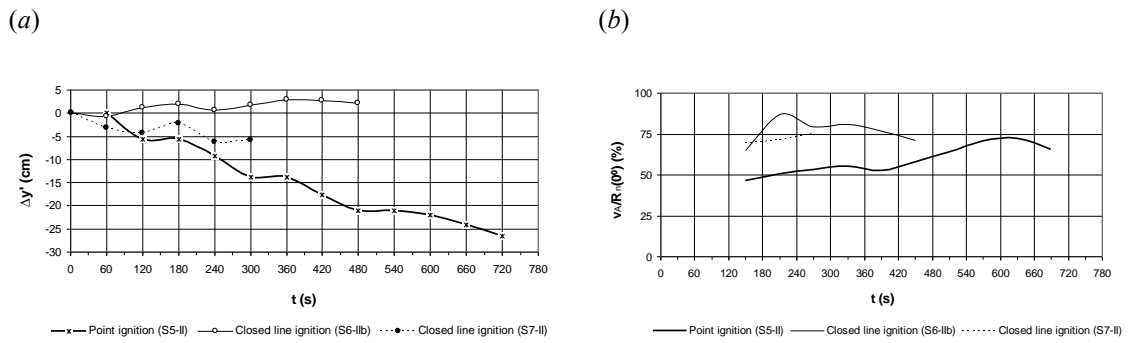 (a)
5
0
-5
-10
-15
-20
-25
-30
Δy' (cm)
0 60 120 180 240 300 360 420 480 540 600 660 720 780
t (s)
Point ignition (S5-II) Closed line ignition (S6-IIb) Closed line ignition (S7-II)
(b)
100
75
50
25
0
vA/Rn(0º) (%)
0 60 120 180 240 300 360 420 480 540 600 660 720 780
t (s)
Point ignition (S5-II) Closed line ignition (S6-IIb) Closed line ignition (S7-II)